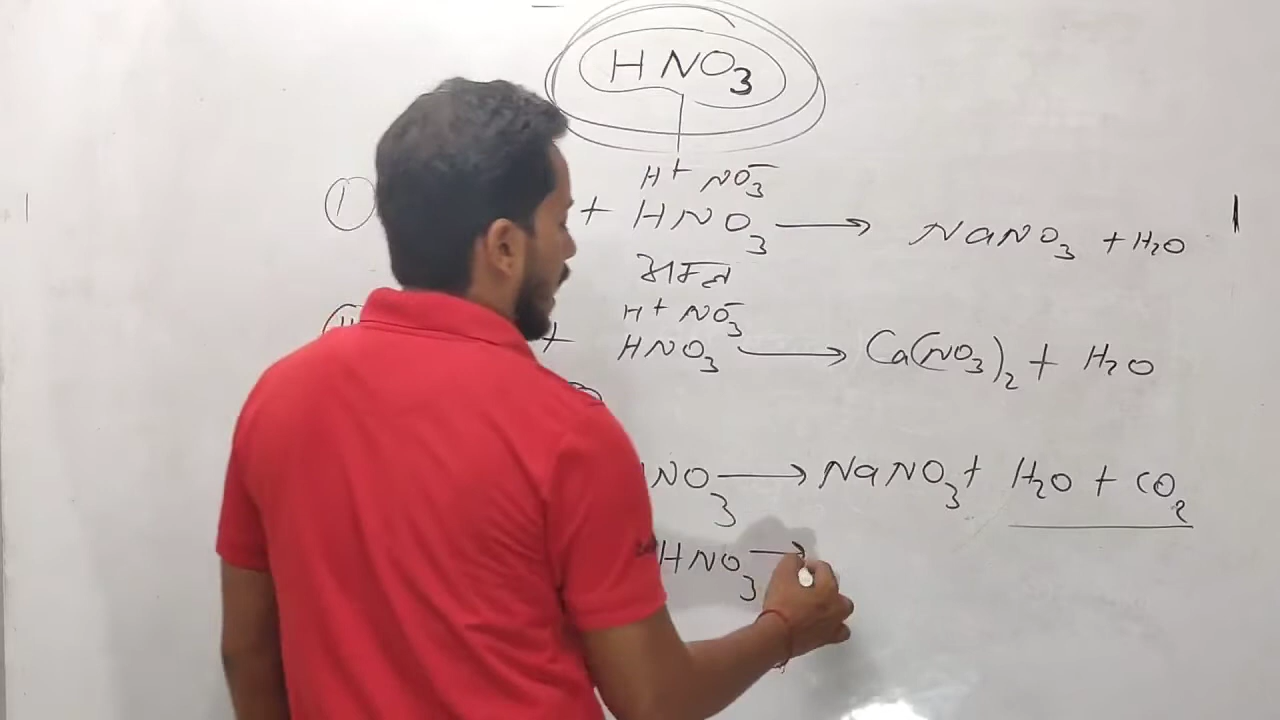 HNO₃
H⁺ NO₃⁻
① + HNO₃ → NaNO₃ + H₂O
अम्ल
H⁺ NO₃⁻
+ HNO₃ → Ca(NO₃)₂ + H₂O
NO₃ → NaNO₃ + H₂O + CO₂
HNO₃ →